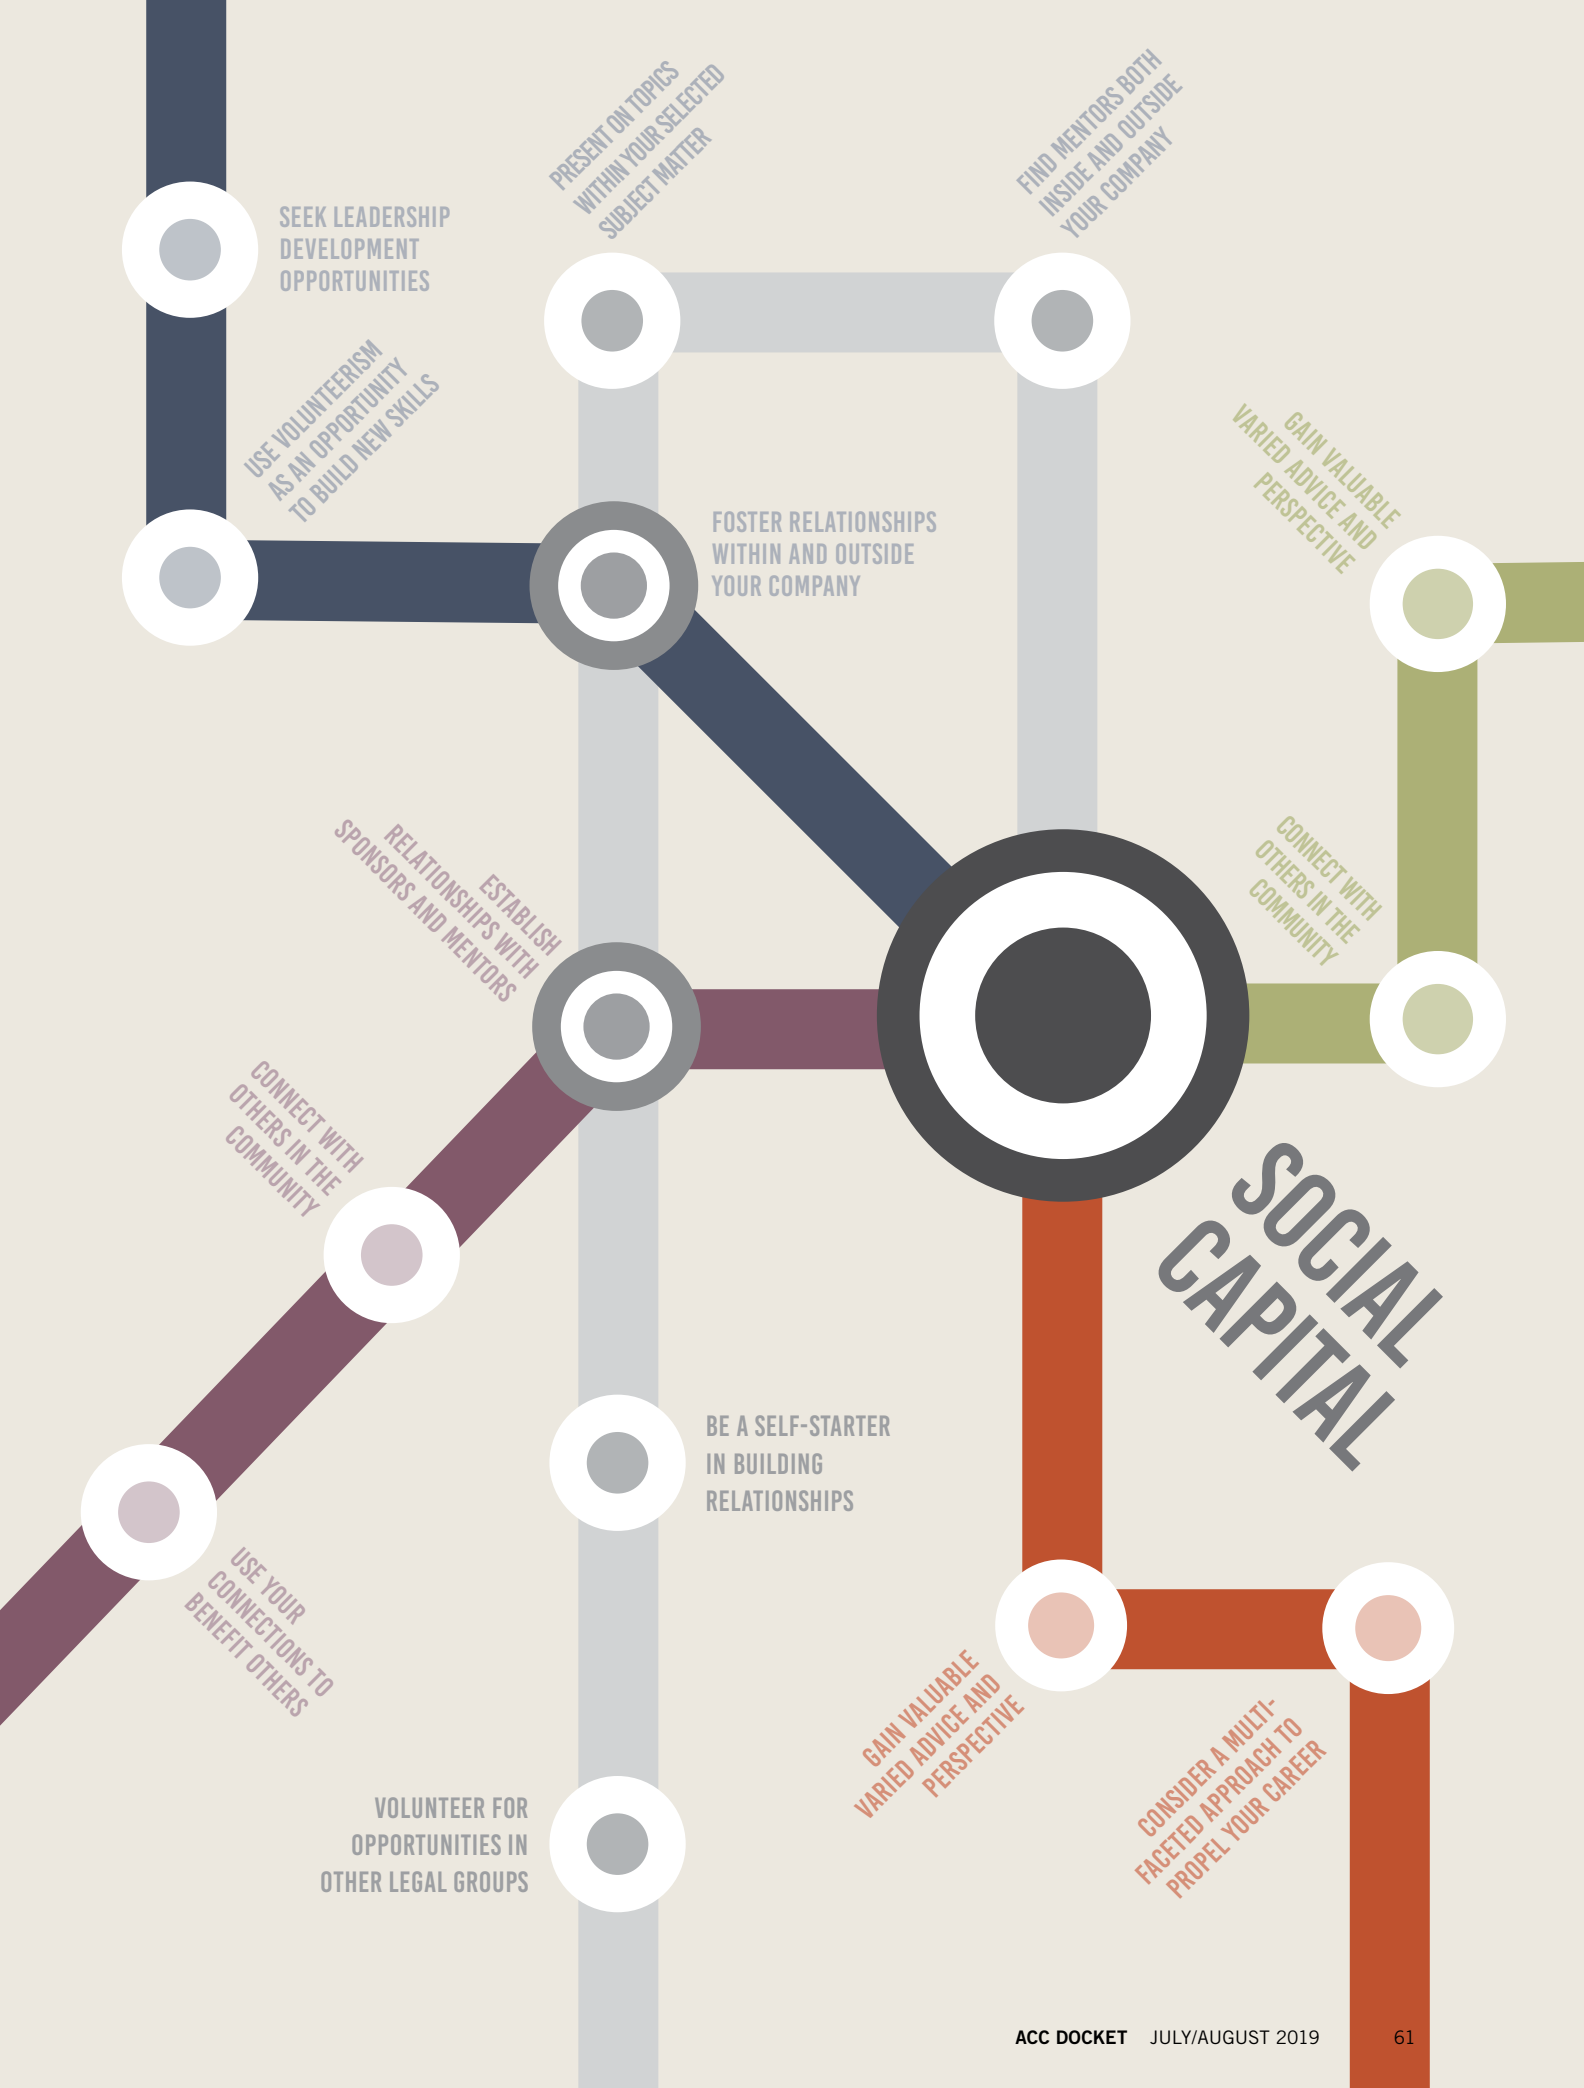 PRESENT ON TOPICS
WITHIN YOUR SELECTED
SUBJECT MATTER
FIND MENTORS BOTH
INSIDE AND OUTSIDE
YOUR COMPANY
SEEK LEADERSHIP
DEVELOPMENT
OPPORTUNITIES
USE VOLUNTEERISM
AS AN OPPORTUNITY
TO BUILD NEW SKILLS
FOSTER RELATIONSHIPS
WITHIN AND OUTSIDE
YOUR COMPANY
GAIN VALUABLE
VARIED ADVICE AND
PERSPECTIVE
ESTABLISH
RELATIONSHIPS WITH
SPONSORS AND MENTORS
CONNECT WITH
OTHERS IN THE
COMMUNITY
CONNECT WITH
OTHERS IN THE
COMMUNITY
SOCIAL
CAPITAL
BE A SELF-STARTER
IN BUILDING
RELATIONSHIPS
USE YOUR
CONNECTIONS TO
BENEFIT OTHERS
GAIN VALUABLE
VARIED ADVICE AND
PERSPECTIVE
CONSIDER A MULTI-
FACETED APPROACH TO
PROPEL YOUR CAREER
VOLUNTEER FOR
OPPORTUNITIES IN
OTHER LEGAL GROUPS
ACC DOCKET JULY/AUGUST 2019 61